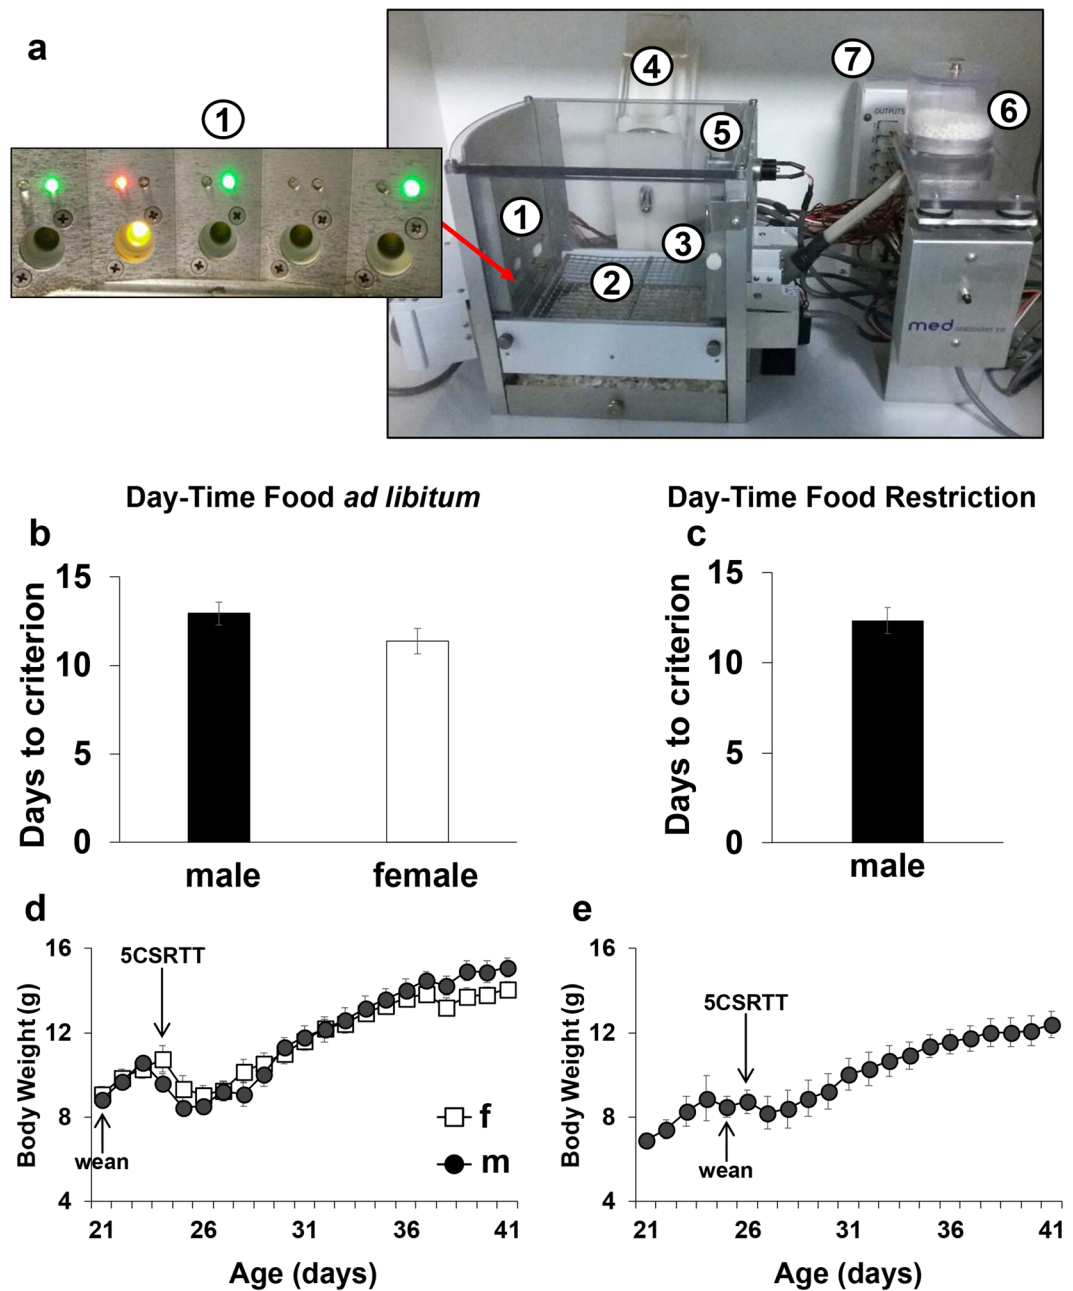 a
1
4
7
6
5
OUTPUTS
1
3
2
med associates inc
Day-Time Food ad libitum
Day-Time Food Restriction
b
c
Days to criterion
15
10
5
0
male
female
Days to criterion
15
10
5
0
male
d
Body Weight (g)
16
12
8
4
5CSRTT
wean
f
m
21
26
31
36
41
Age (days)
e
Body Weight (g)
16
12
8
4
5CSRTT
wean
21
26
31
36
41
Age (days)